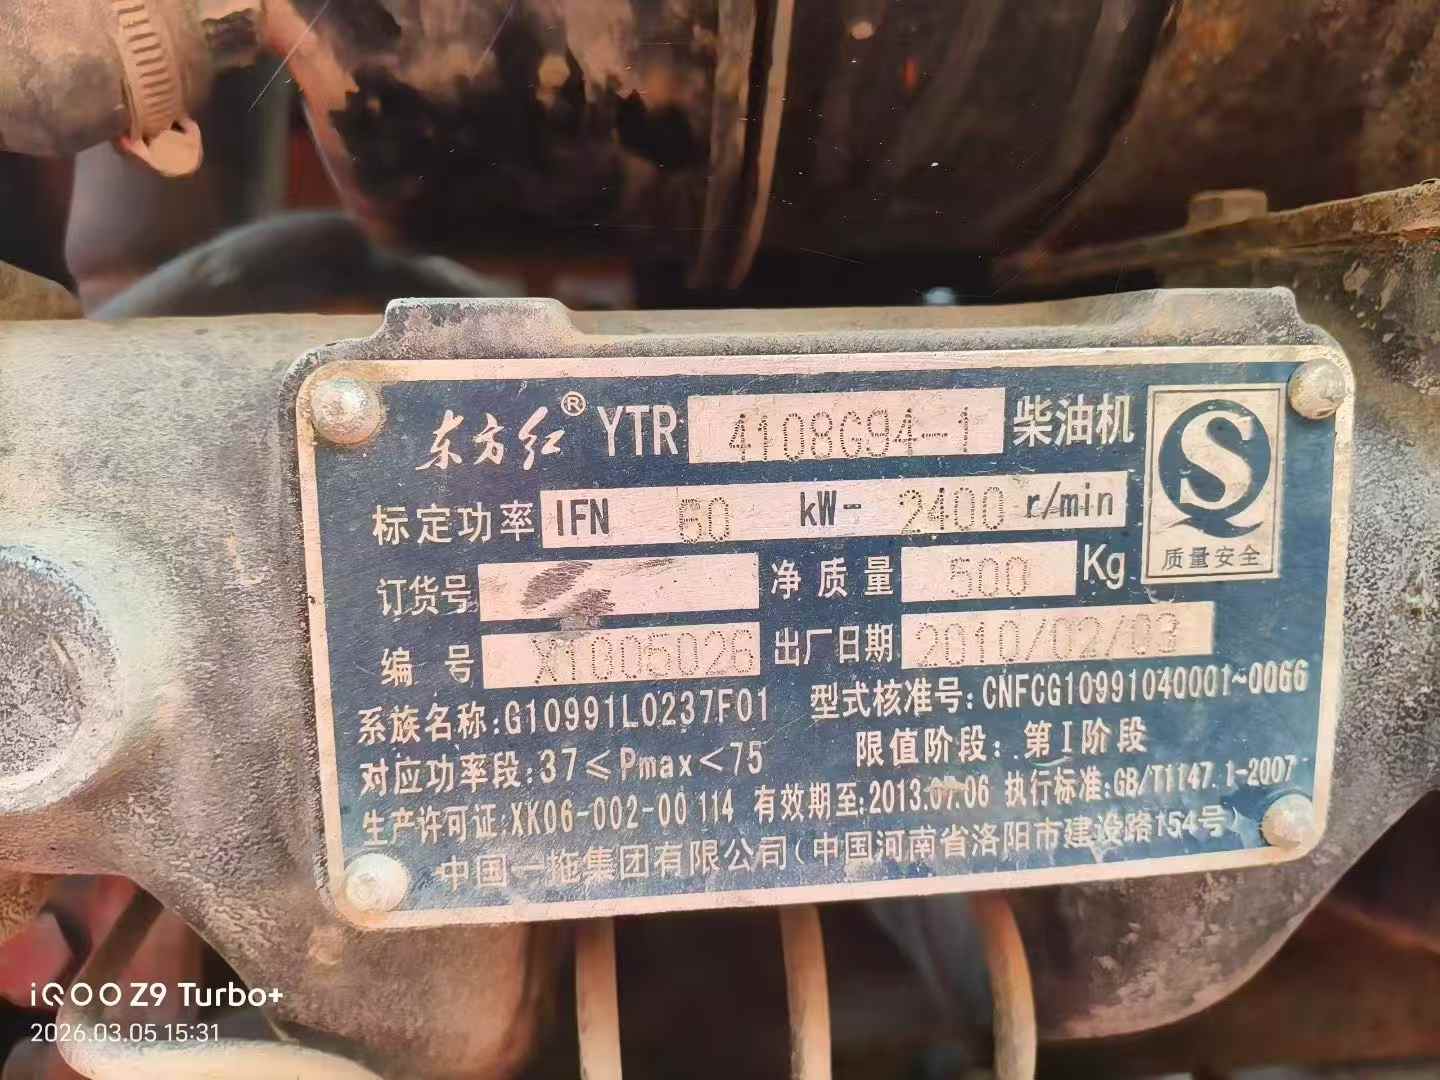 东方红® YTR 4108G94-1 柴油机
标定功率 IFN 50 kW- 2400 r/min
质量安全
订货号 净质量 500 Kg
编号 X1005026 出厂日期 2010/02/03
系族名称:G10991L0237F01 型式核准号:CNFCG10991040001~0066
对应功率段:37≤Pmax<75 限值阶段:第I阶段
生产许可证:XK06-002-00114 有效期至:2013.07.06 执行标准:GB/T1147.1-2007
中国一拖集团有限公司(中国河南省洛阳市建设路154号)
iQOO Z9 Turbo+
2026.03.05 15:31